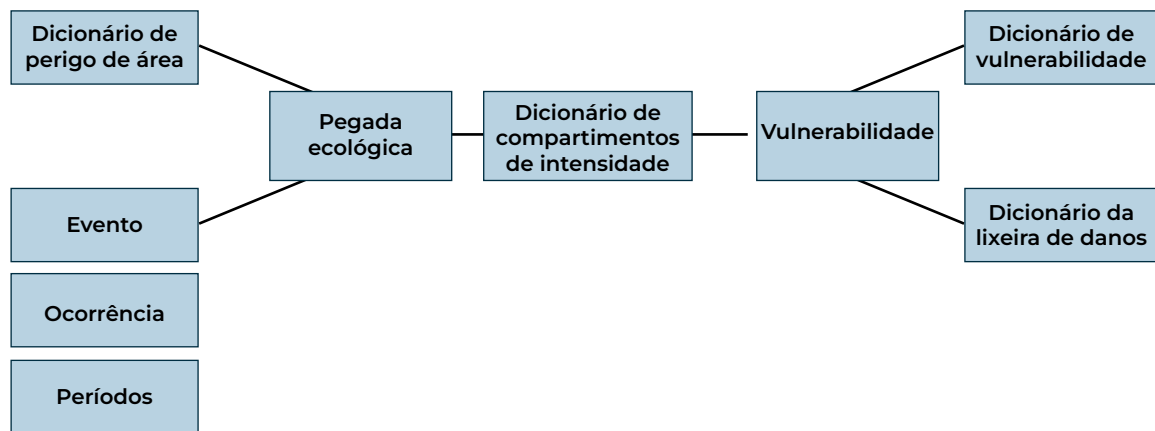 Dicionário de
perigo de área
Pegada
ecológica
Dicionário de
compartimentos
de intensidade
Vulnerabilidade
Dicionário de
vulnerabilidade
Evento
Dicionário da
lixeira de danos
Ocorrência
Períodos